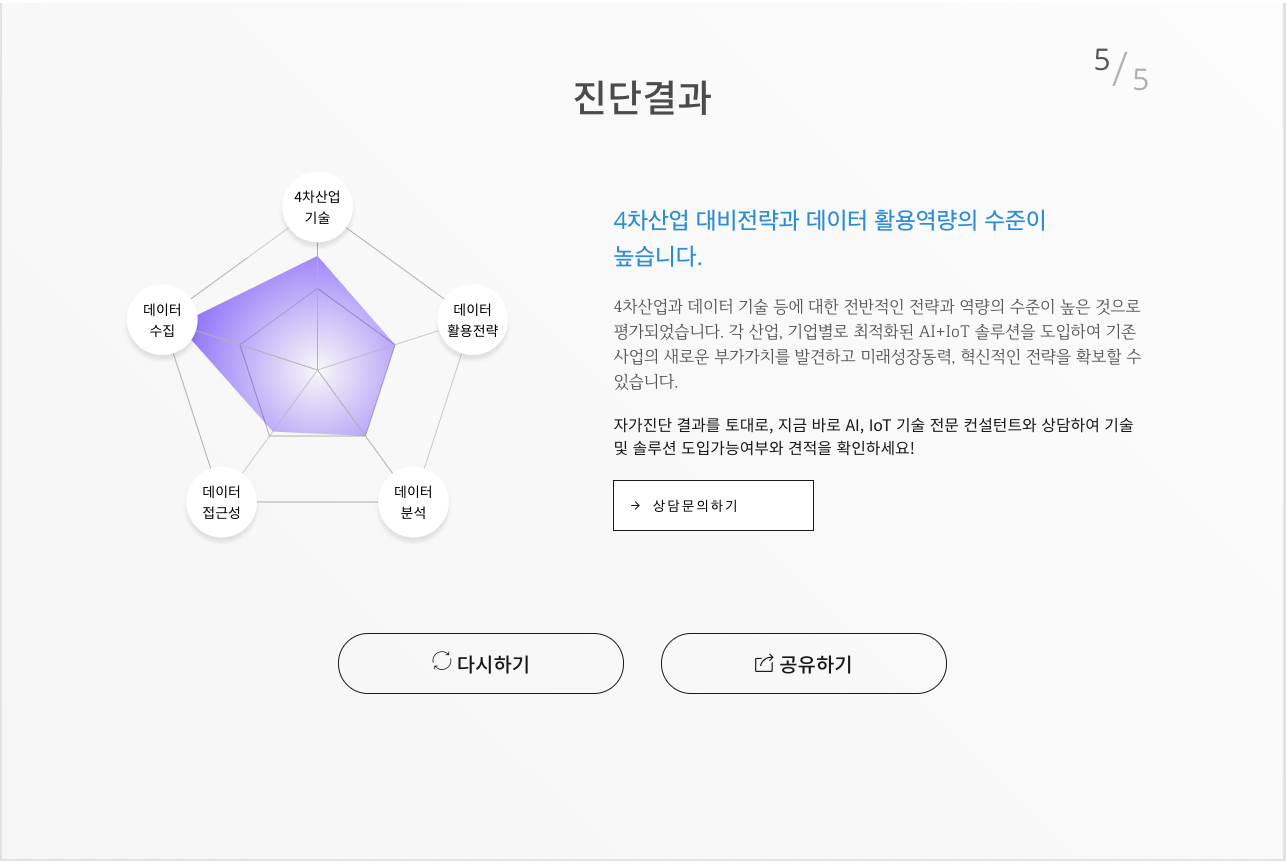 5/5
진단결과
4차산업
기술
데이터
수집
데이터
활용전략
데이터
접근성
데이터
분석
4차산업 대비전략과 데이터 활용역량의 수준이
높습니다.
4차산업과 데이터 기술 등에 대한 전반적인 전략과 역량의 수준이 높은 것으로
평가되었습니다. 각 산업, 기업별로 최적화된 AI+IoT 솔루션을 도입하여 기존
사업의 새로운 부가가치를 발견하고 미래성장동력, 혁신적인 전략을 확보할 수
있습니다.
자가진단 결과를 토대로, 지금 바로 AI, IoT 기술 전문 컨설턴트와 상담하여 기술
및 솔루션 도입가능여부와 견적을 확인하세요!
→ 상담문의하기
다시하기
공유하기